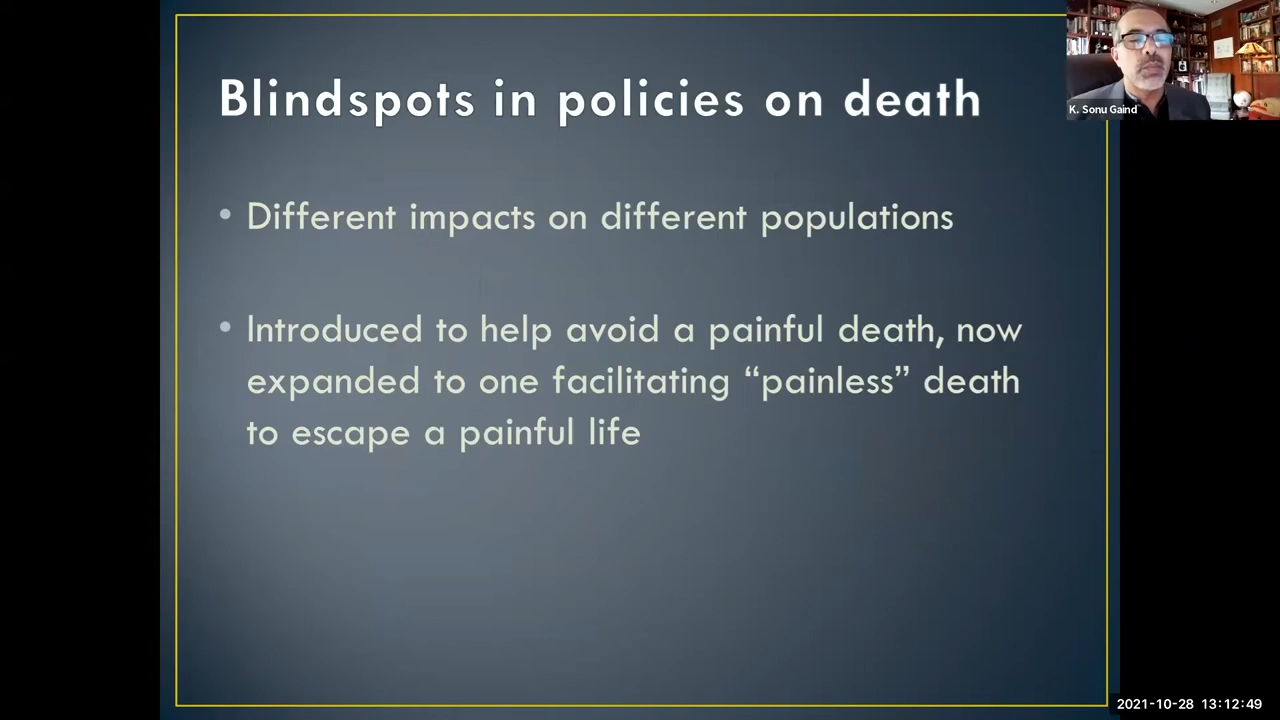 Blindspots in policies on death
K. Sonu Gaind
• Different impacts on different populations
• Introduced to help avoid a painful death, now
expanded to one facilitating “painless” death
to escape a painful life
2021-10-28 13:12:49